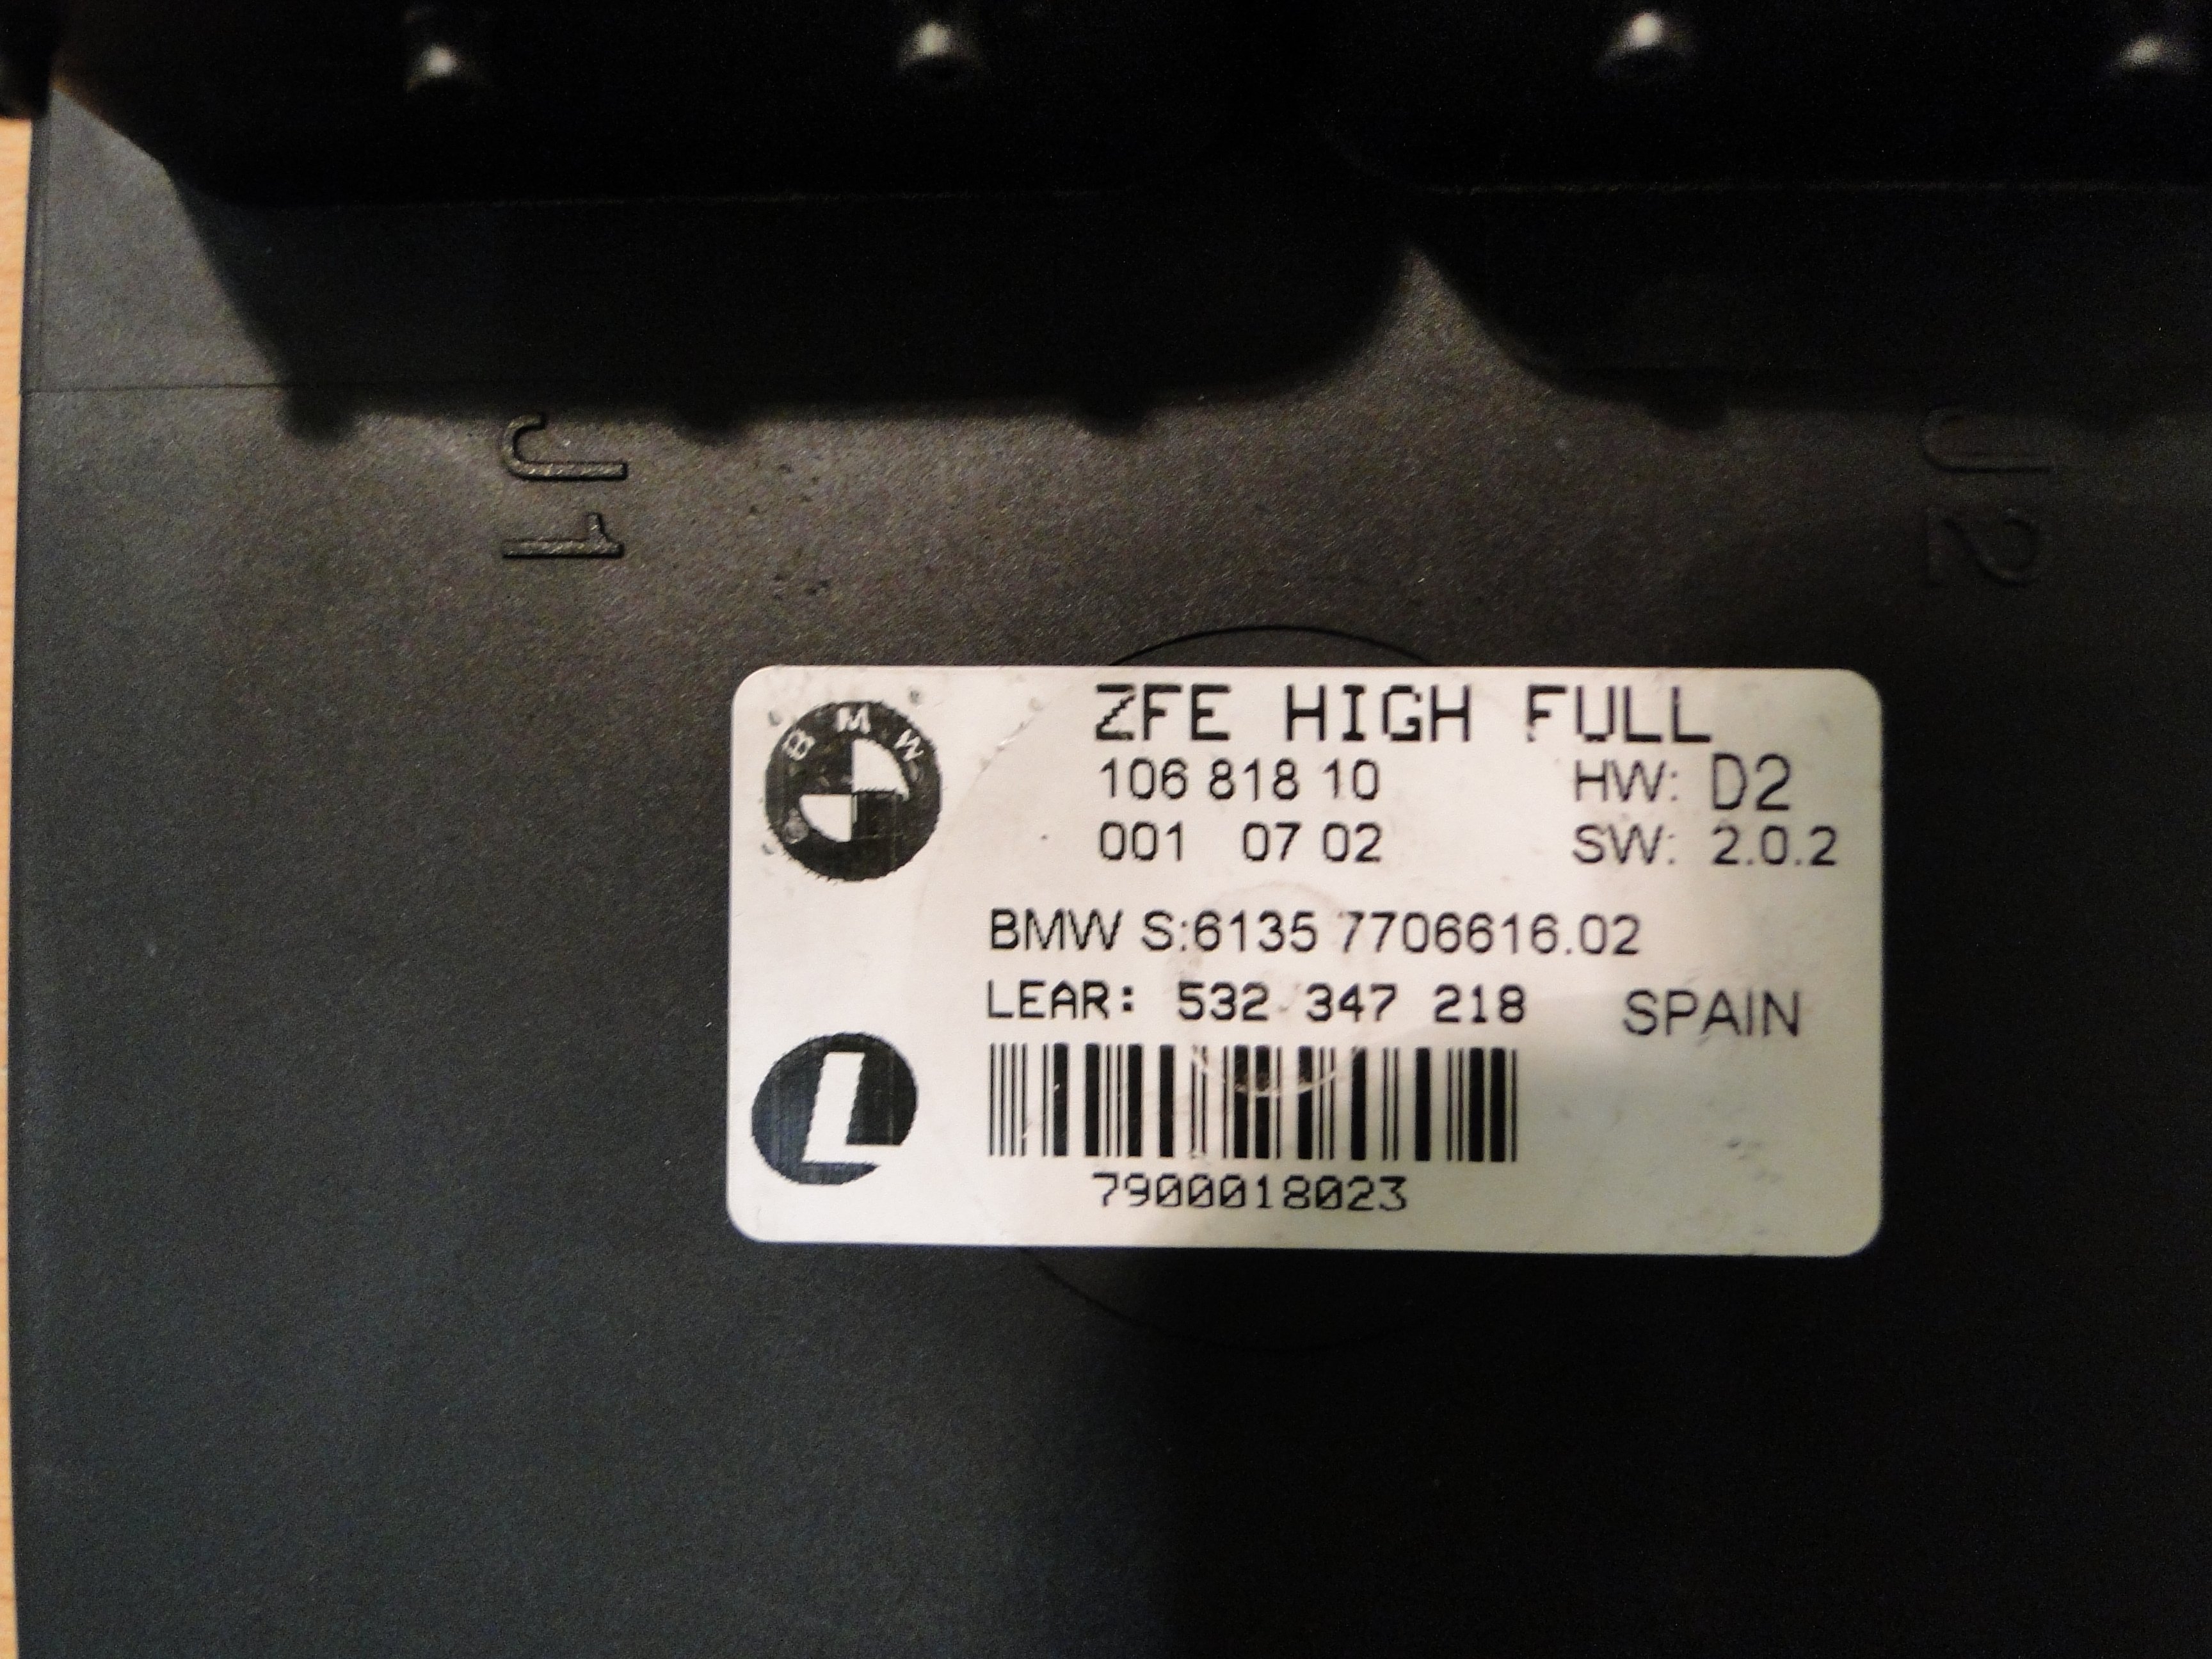 J1
J2
BMW
ZFE HIGH FULL
106 818 10 HW: D2
001 07 02 SW: 2.0.2
BMW S:6135 7706616.02
LEAR: 532 347 218 SPAIN
L
7900018023